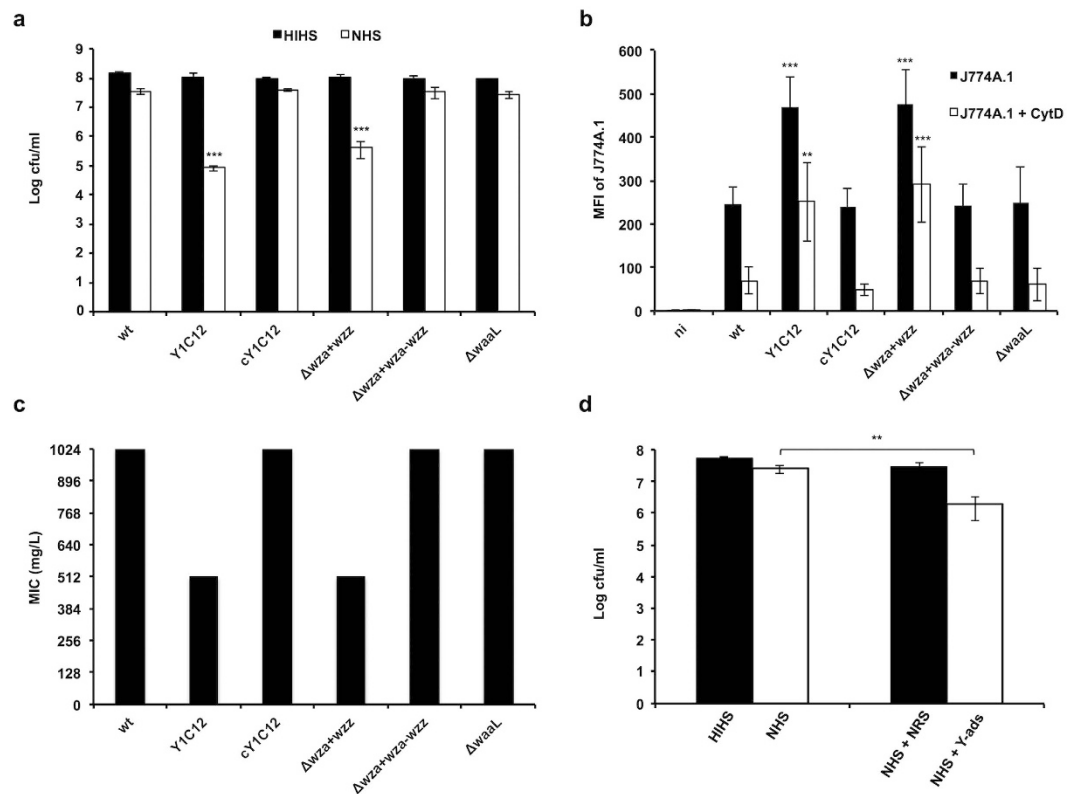 a
HIHS NHS
9
8
7
6
5
4
3
2
1
0
Log cfu/ml
***
***
wt
Y1C12
cY1C12
Δwza+wzz
Δwza+wza-wzz
ΔwaaL
b
600
500
400
300
200
100
0
MFI of J774A.1
J774A.1
J774A.1 + CytD
***
**
***
***
ni
wt
Y1C12
cY1C12
Δwza+wzz
Δwza+wza-wzz
ΔwaaL
c
1024
896
768
640
512
384
256
128
0
MIC (mg/L)
wt
Y1C12
cY1C12
Δwza+wzz
Δwza+wza-wzz
ΔwaaL
d
8
7
6
5
4
3
2
1
0
Log cfu/ml
**
HIHS
NHS
NHS + NRS
NHS + Y-ads